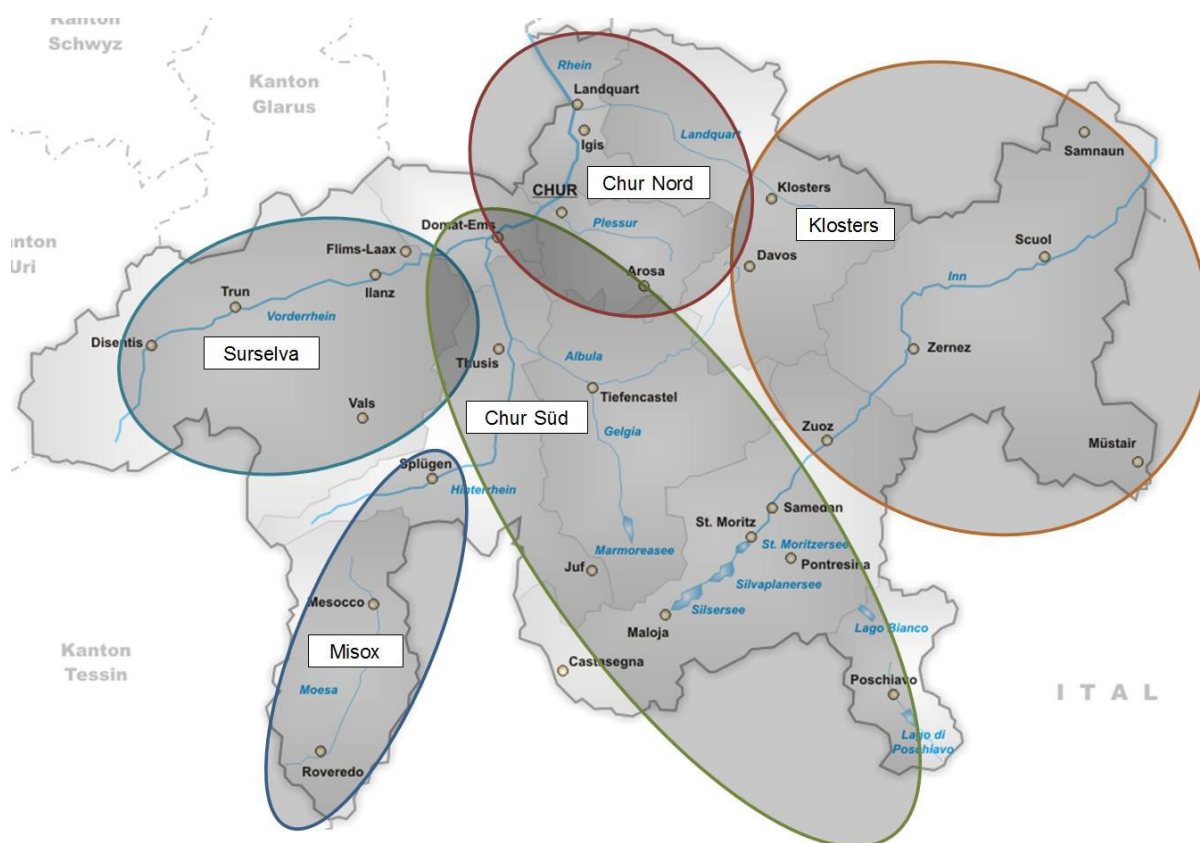 Kanton
Schwyz
Kanton
Glarus
Rhein
Landquart
Igis
Landquart
Samnaun
Chur Nord
CHUR
Klosters
Klosters
Domat-Ems
Plessur
Flims-Laax
Scuol
anton
Uri
Davos
Arosa
Inn
Trun
Ilanz
Vorderrhein
Disentis
Surselva
Zernez
Thusis
Albula
Tiefencastel
Vals
Chur Süd
Gelgia
Zuoz
Müstair
Splügen
Hinterrhein
Samedan
St. Moritz
St. Moritzersee
Marmoreasee
Pontresina
Juf
Silvaplanersee
Mesocco
Silsersee
Maloja
Lago Bianco
Kanton
Tessin
Misox
Castasegna
Poschiavo
Moesa
ITAL
Lago di
Poschiavo
Roveredo